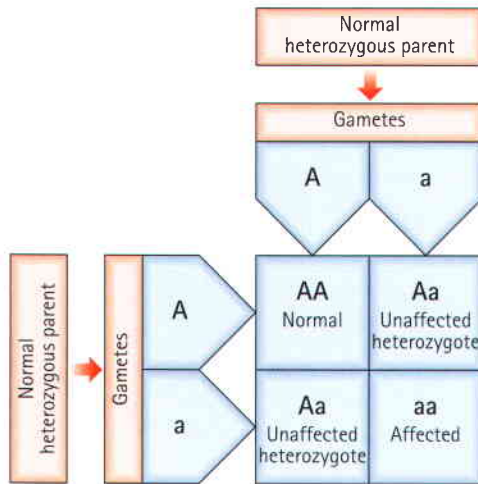 Normal
heterozygous parent
Gametes
A
a
Normal
heterozygous parent
Gametes
A
a
AA
Normal
Aa
Unaffected
heterozygote
Aa
Unaffected
heterozygote
aa
Affected